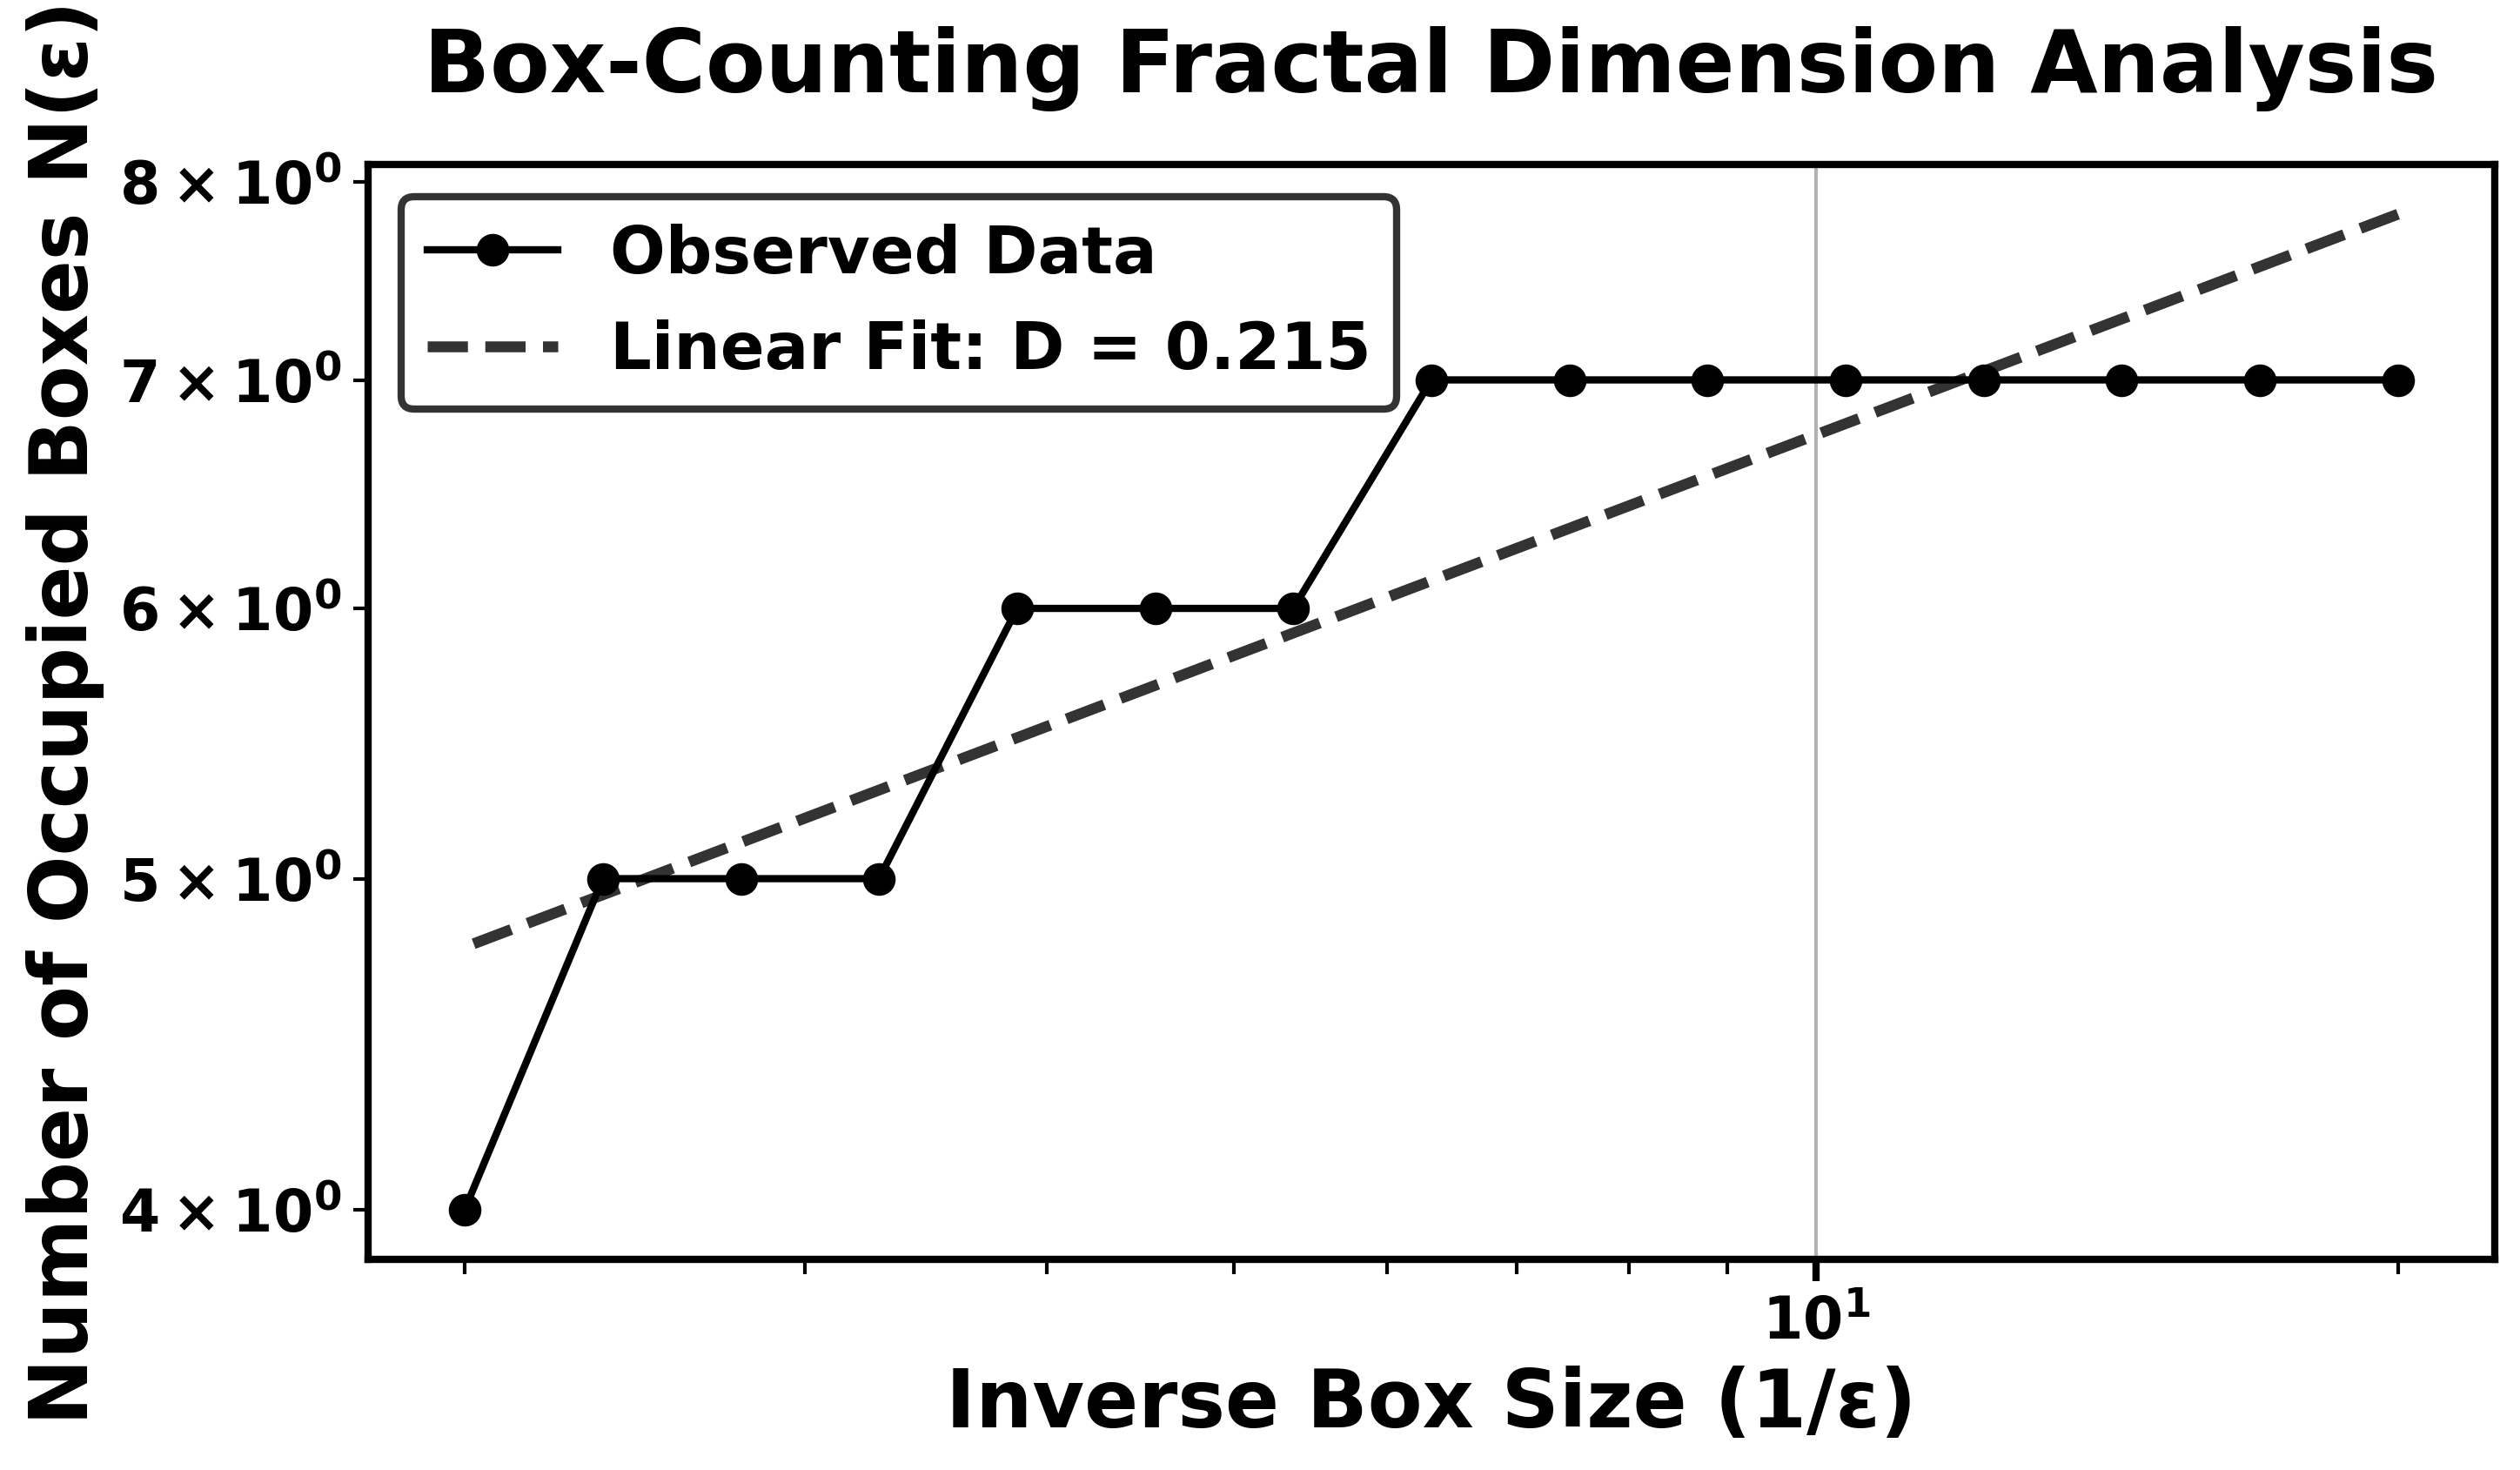 Box-Counting Fractal Dimension Analysis
Number of Occupied Boxes N(ε)
8 × 10⁰
7 × 10⁰
6 × 10⁰
5 × 10⁰
4 × 10⁰
Observed Data
Linear Fit: D = 0.215
10¹
Inverse Box Size (1/ε)